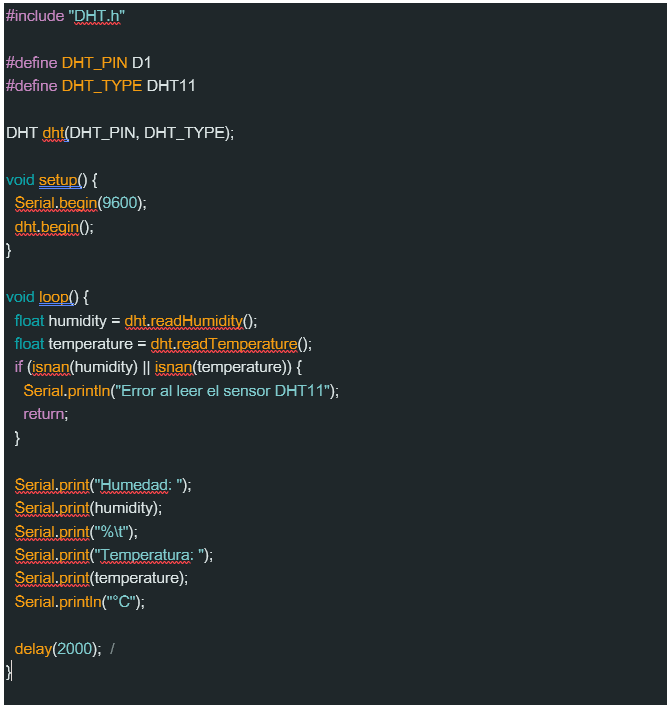 #include "DHT.h"
#define DHT_PIN D1
#define DHT_TYPE DHT11
DHT dht(DHT_PIN, DHT_TYPE);
void setup() {
Serial.begin(9600);
dht.begin();
}
void loop() {
float humidity = dht.readHumidity();
float temperature = dht.readTemperature();
if (isnan(humidity) || isnan(temperature)) {
Serial.println("Error al leer el sensor DHT11");
return;
}
Serial.print("Humedad: ");
Serial.print(humidity);
Serial.print("%\t");
Serial.print("Temperatura: ");
Serial.print(temperature);
Serial.println("°C");
delay(2000); /
}